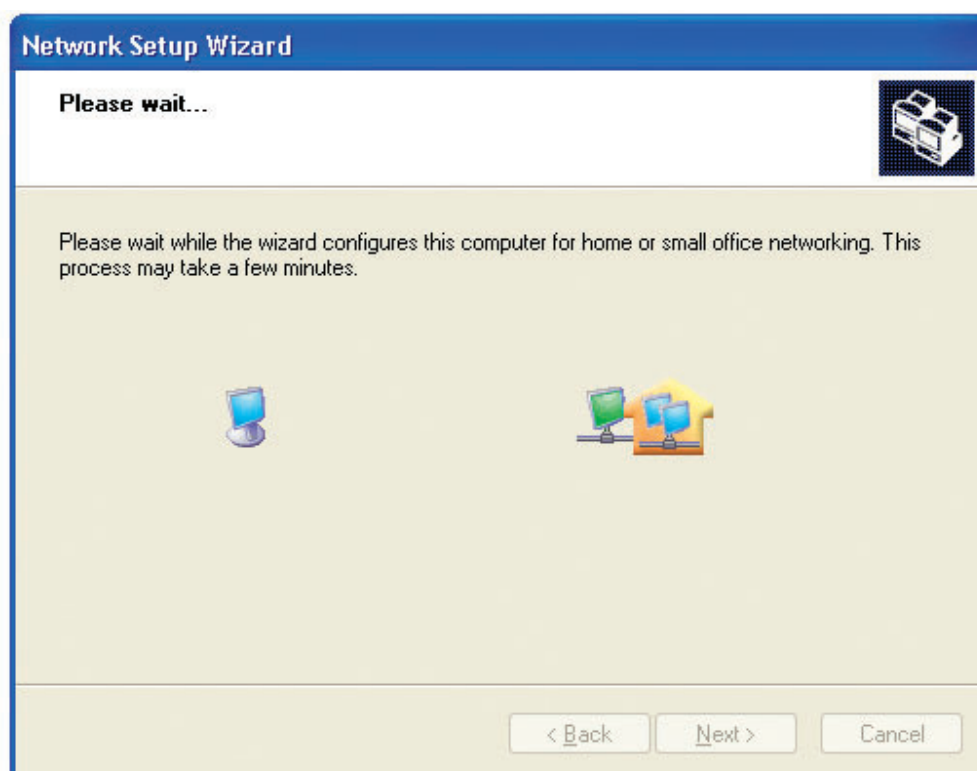 Network Setup Wizard
Please wait...
Please wait while the wizard configures this computer for home or small office networking. This
process may take a few minutes.
< Back
Next >
Cancel